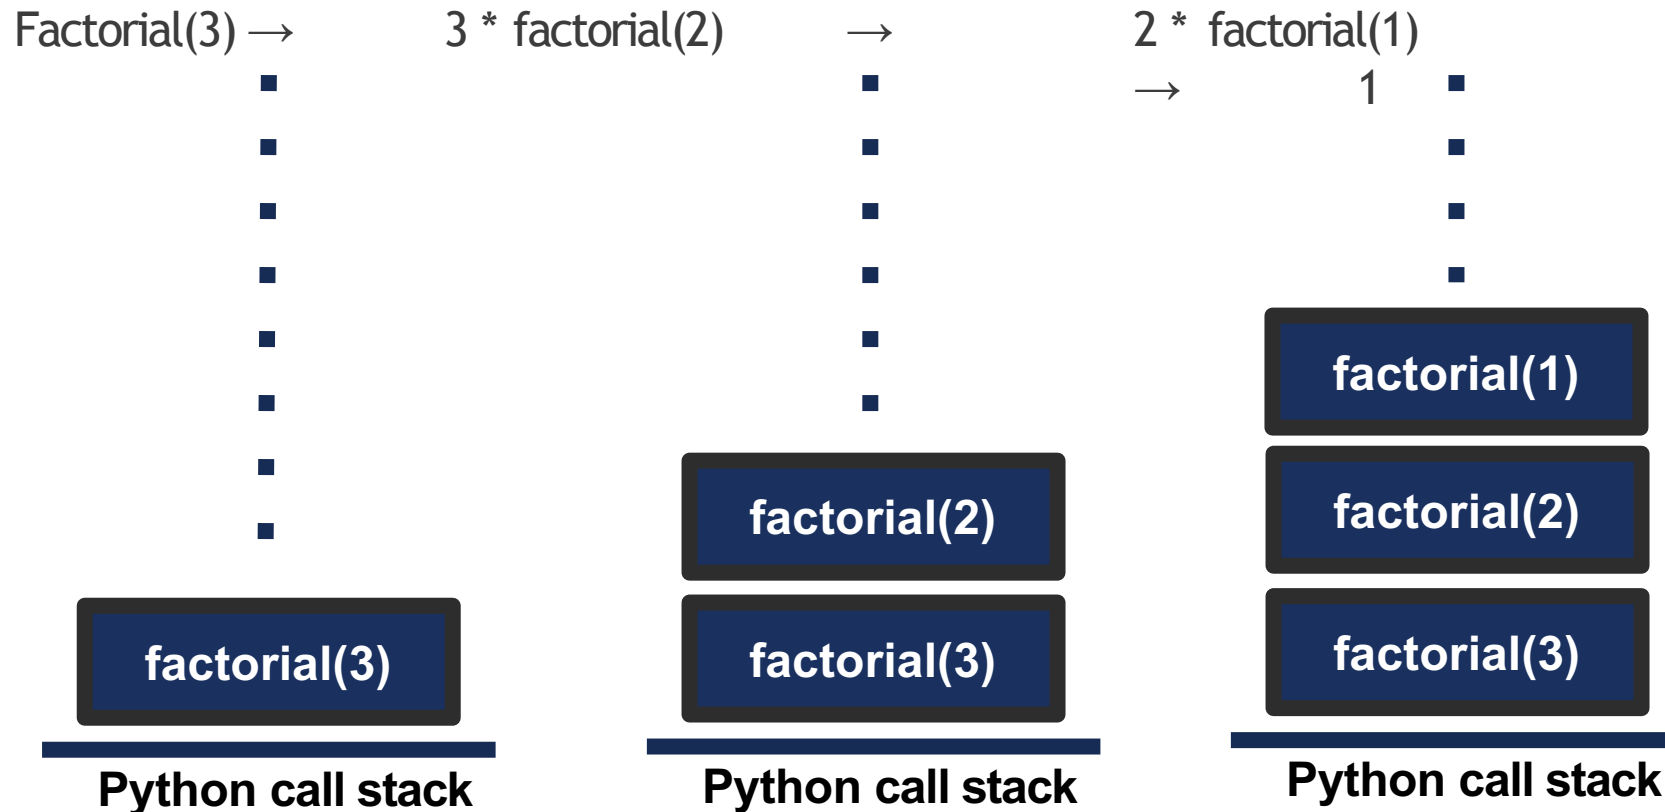 Factorial(3) → 3 * factorial(2) → 2 * factorial(1)
→ 1
factorial(3)
Python call stack
factorial(2)
factorial(3)
Python call stack
factorial(1)
factorial(2)
factorial(3)
Python call stack